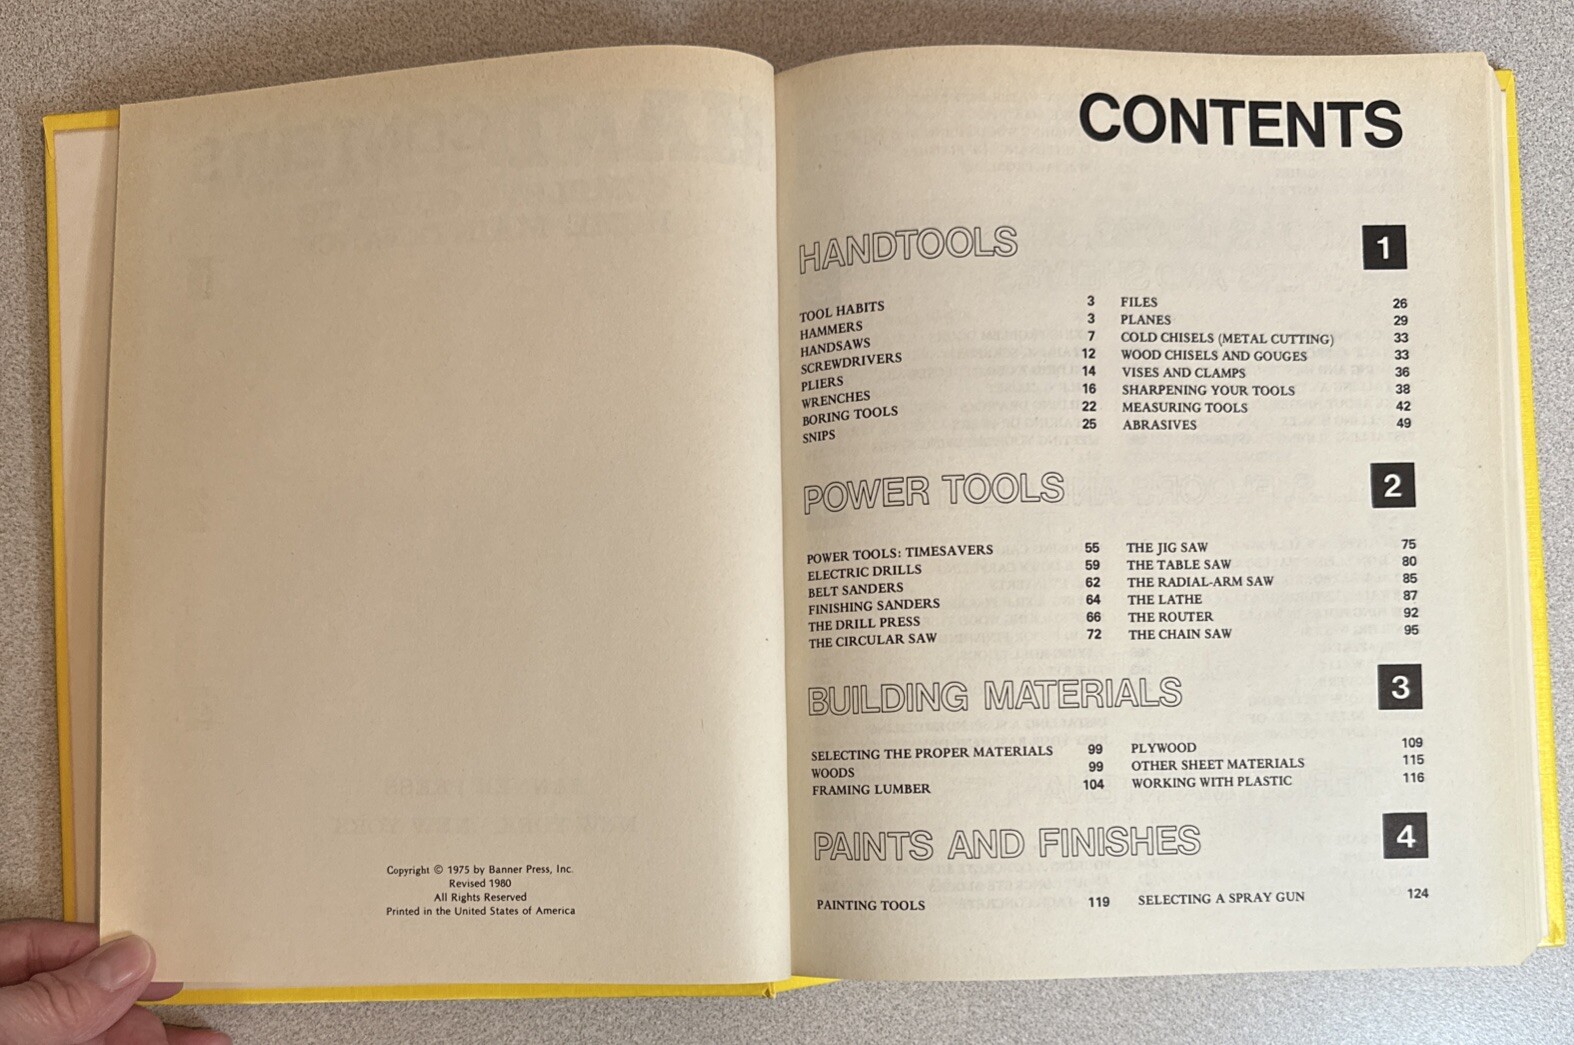 Copyright © 1975 by Banner Press, Inc.
Revised 1980
All Rights Reserved
Printed in the United States of America
CONTENTS
HANDTOOLS 1
TOOL HABITS 3
HAMMERS 3
HANDSAWS 7
SCREWDRIVERS 12
PLIERS 14
WRENCHES 16
BORING TOOLS 22
SNIPS 25
FILES 26
PLANES 29
COLD CHISELS (METAL CUTTING) 33
WOOD CHISELS AND GOUGES 33
VISES AND CLAMPS 36
SHARPENING YOUR TOOLS 38
MEASURING TOOLS 42
ABRASIVES 49
POWER TOOLS 2
POWER TOOLS: TIMESAVERS 55
ELECTRIC DRILLS 59
BELT SANDERS 62
FINISHING SANDERS 64
THE DRILL PRESS 66
THE CIRCULAR SAW 72
THE JIG SAW 75
THE TABLE SAW 80
THE RADIAL-ARM SAW 85
THE LATHE 87
THE ROUTER 92
THE CHAIN SAW 95
BUILDING MATERIALS 3
SELECTING THE PROPER MATERIALS 99
WOODS 99
FRAMING LUMBER 104
PLYWOOD 109
OTHER SHEET MATERIALS 115
WORKING WITH PLASTIC 116
PAINTS AND FINISHES 4
PAINTING TOOLS 119
SELECTING A SPRAY GUN 124